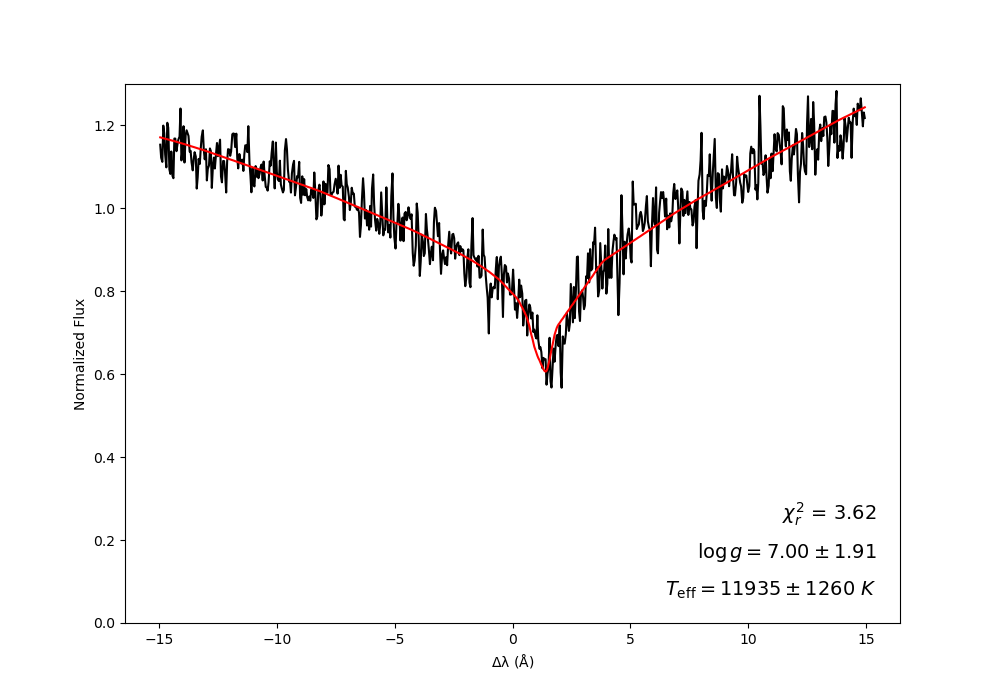 1.2
1.0
0.8
0.6
0.4
0.2
0.0
Normalized Flux
χ²ᵣ = 3.62
log g = 7.00 ± 1.91
T_eff = 11935 ± 1260 K
−15 −10 −5 0 5 10 15
Δλ (Å)